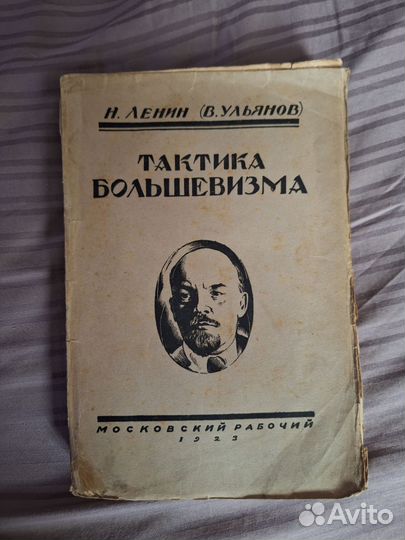 Н. ЛЕНИН (В. УЛЬЯНОВ)
ТАКТИКА
БОЛЬШЕВИЗМА
МОСКОВСКИЙ РАБОЧИЙ
1923
Avito